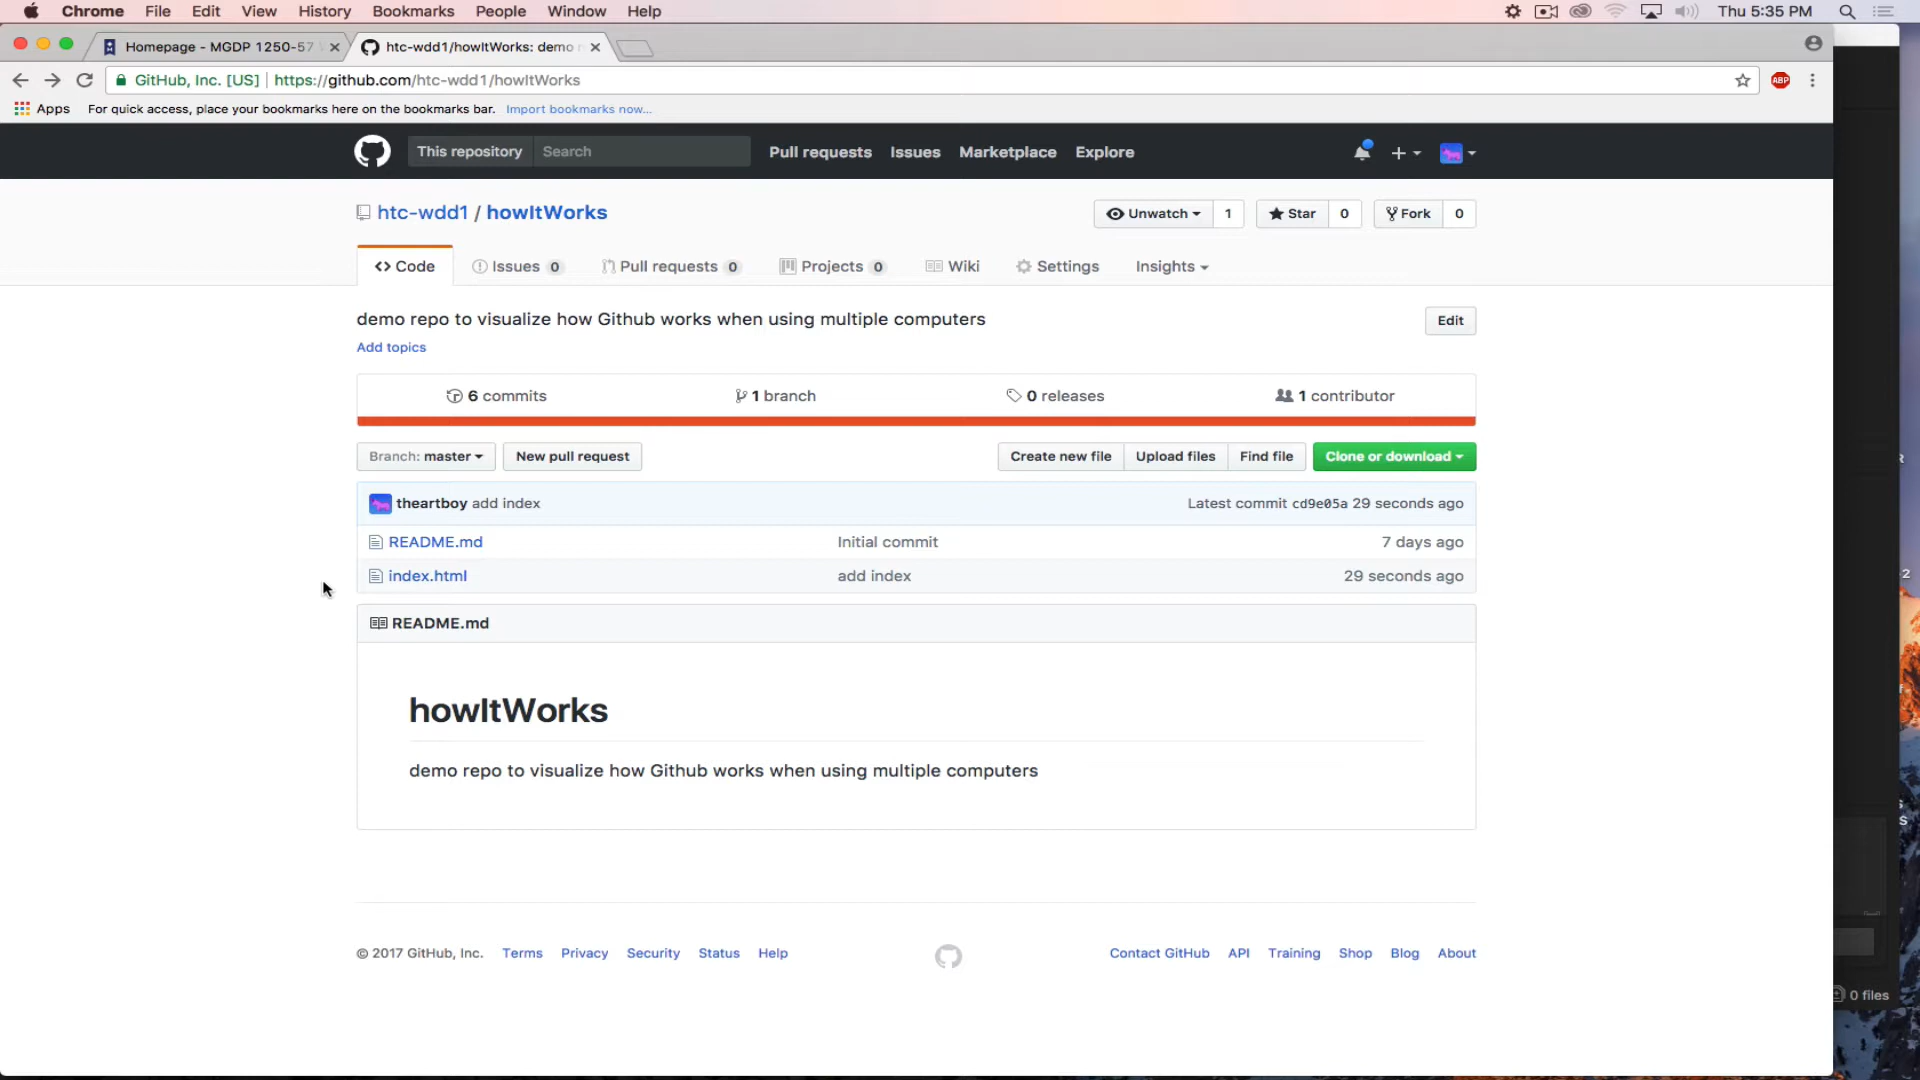 Chrome File Edit View History Bookmarks People Window Help Thu 5:35 PM
Homepage - MGDP 1250-57 htc-wdd1/howItWorks: demo
GitHub, Inc. [US] https://github.com/htc-wdd1/howItWorks ABP
Apps For quick access, place your bookmarks here on the bookmarks bar. Import bookmarks now...
This repository Search Pull requests Issues Marketplace Explore
htc-wdd1 / howItWorks Unwatch 1 Star 0 Fork 0
Code Issues 0 Pull requests 0 Projects 0 Wiki Settings Insights
demo repo to visualize how Github works when using multiple computers Edit
Add topics
6 commits 1 branch 0 releases 1 contributor
Branch: master New pull request Create new file Upload files Find file Clone or download
theartboy add index Latest commit cd9e05a 29 seconds ago
README.md Initial commit 7 days ago
index.html add index 29 seconds ago
README.md
howItWorks
demo repo to visualize how Github works when using multiple computers
© 2017 GitHub, Inc. Terms Privacy Security Status Help Contact GitHub API Training Shop Blog About
0 files